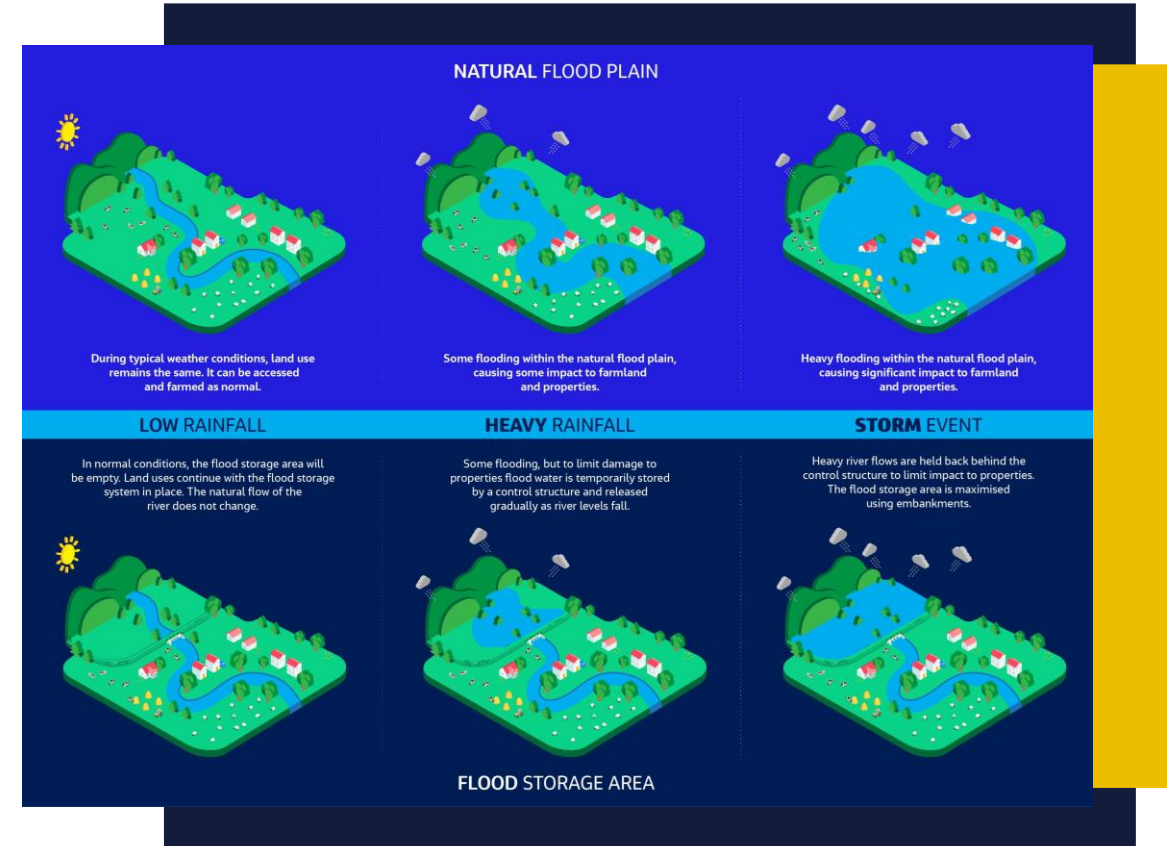 NATURAL FLOOD PLAIN
During typical weather conditions, land use
remains the same. It can be accessed
and farmed as normal.
Some flooding within the natural flood plain,
causing some impact to farmland
and properties.
Heavy flooding within the natural flood plain,
causing significant impact to farmland
and properties.
LOW RAINFALL
HEAVY RAINFALL
STORM EVENT
In normal conditions, the flood storage area will
be empty. Land uses continue with the flood storage
system in place. The natural flow of the
river does not change.
Some flooding, but to limit damage to
properties flood water is temporarily stored
by a control structure and released
gradually as river levels fall.
Heavy river flows are held back behind the
control structure to limit impact to properties.
The flood storage area is maximised
using embankments.
FLOOD STORAGE AREA